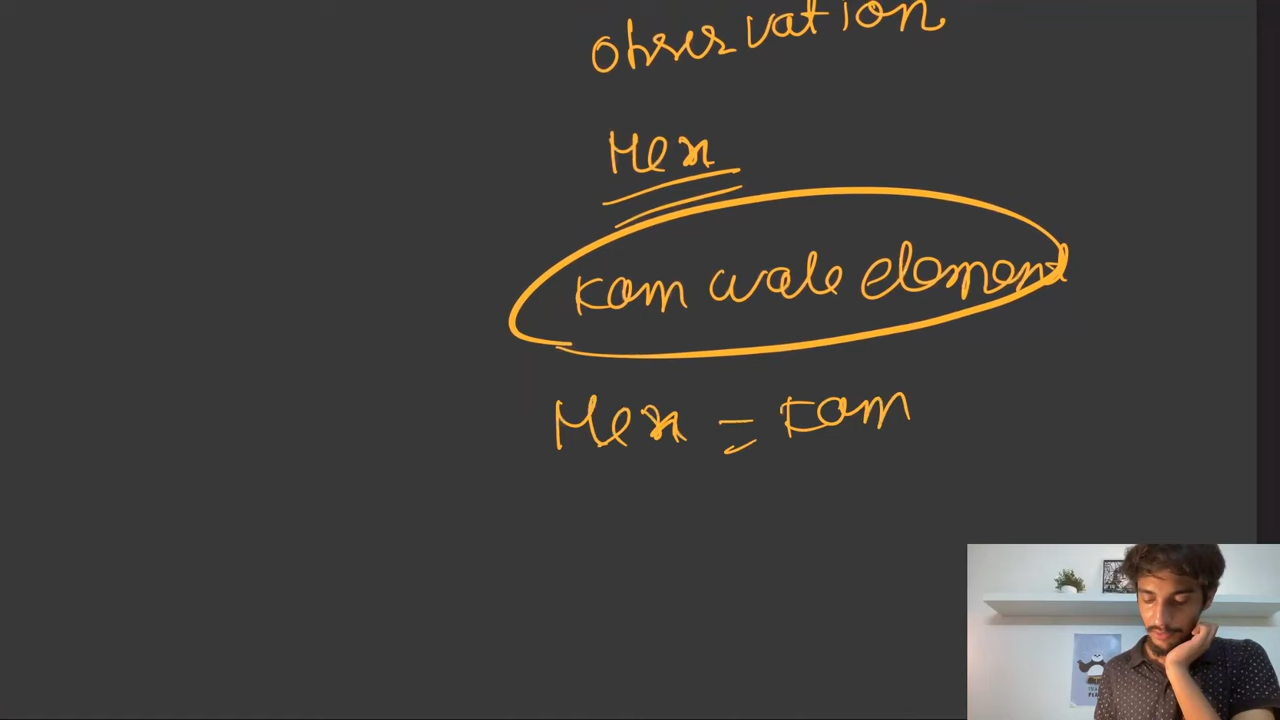 observation
Mex
kam wale element
Mex = kam